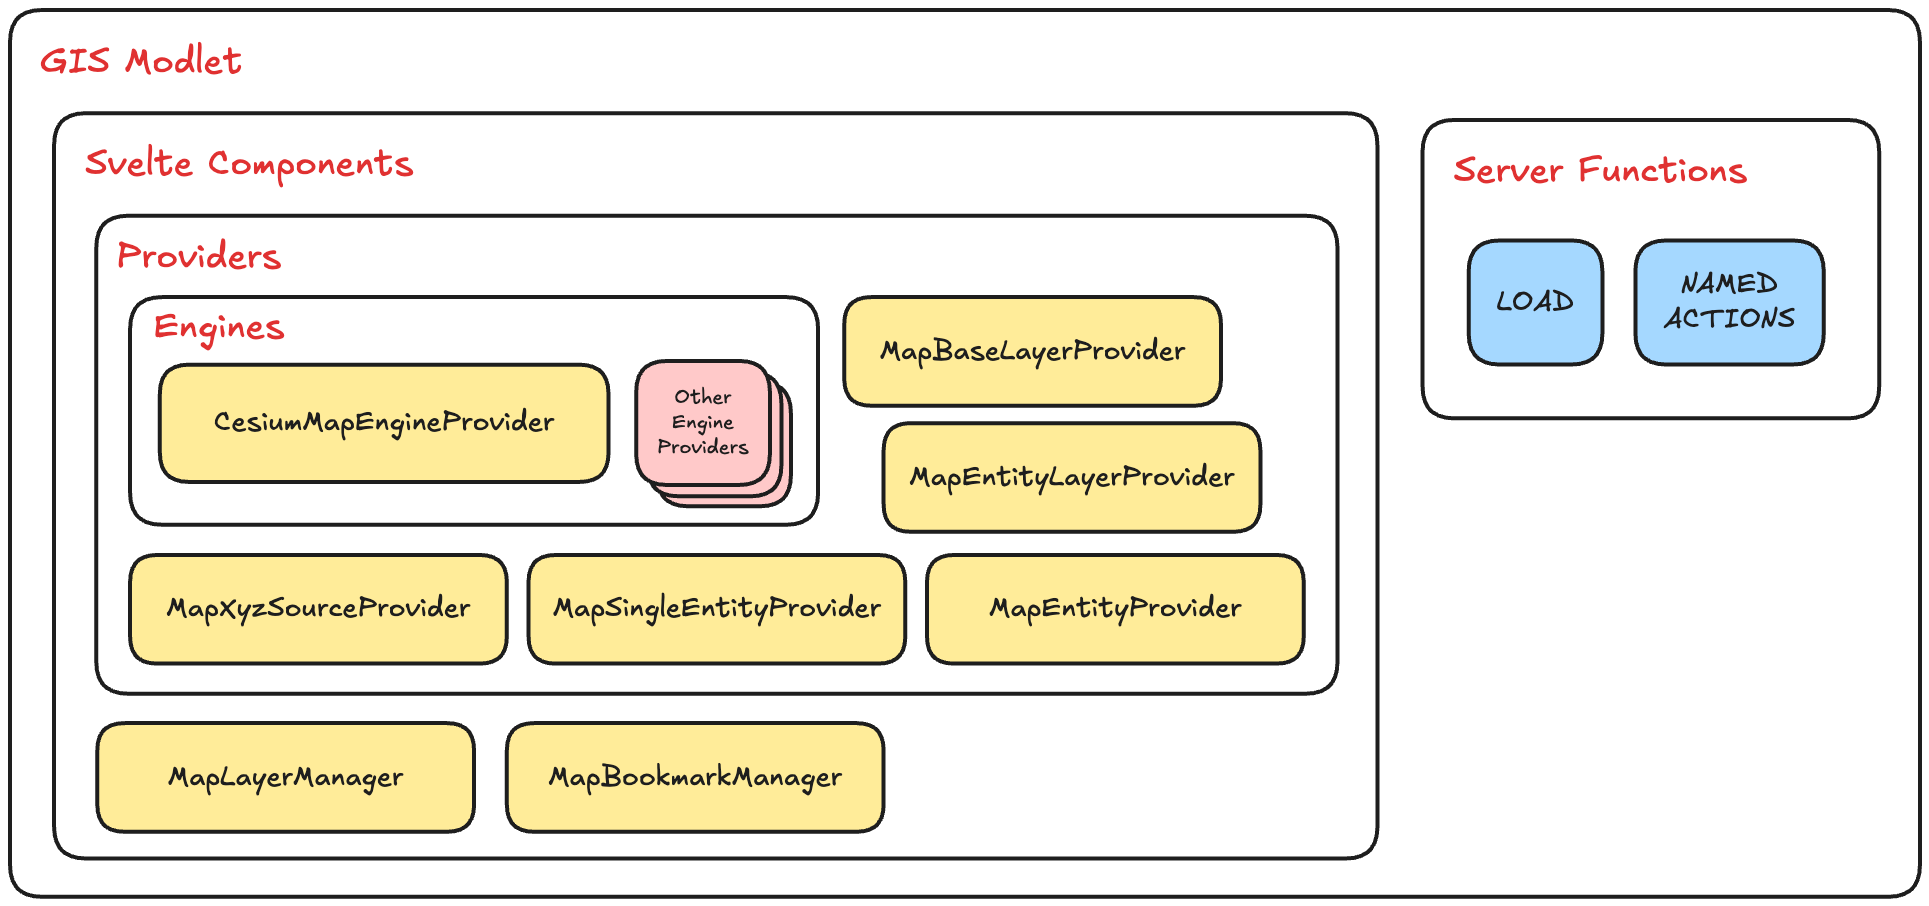 GIS Modlet
Svelte Components
Server Functions
Providers
Engines
LOAD
NAMED
ACTIONS
MapBaseLayerProvider
CesiumMapEngineProvider
Other
Engine
Providers
MapEntityLayerProvider
MapXyzSourceProvider
MapSingleEntityProvider
MapEntityProvider
MapLayerManager
MapBookmarkManager